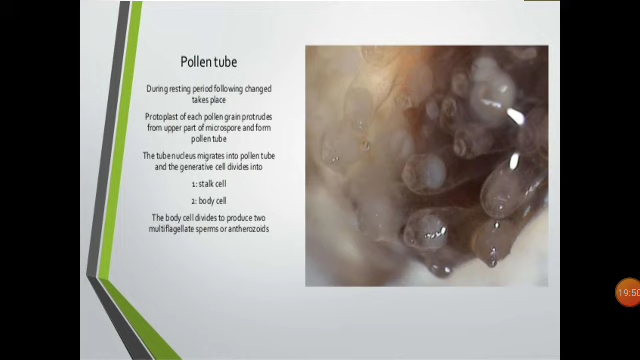 Pollen tube
During resting period following changed
takes place
Protoplast of each pollen grain protrudes
from upper part of microspore and form
pollen tube
The tube nucleus migrates into pollen tube
and the generative cell divides into
1: stalk cell
2: body cell
The body cell divides to produce two
multiflagellate sperms or antherozoids
19:50